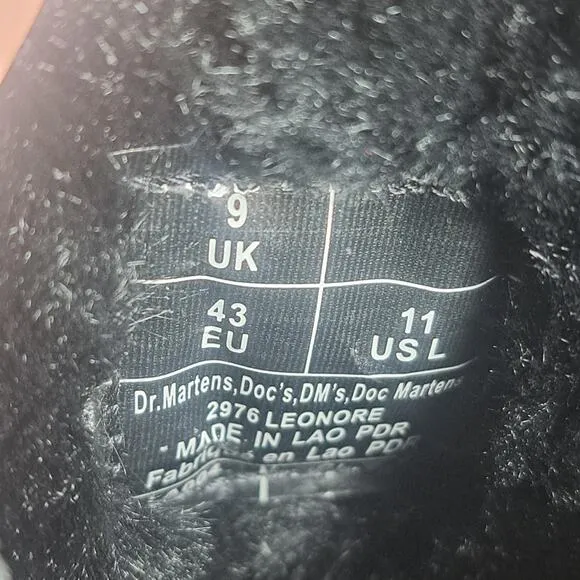 9
UK
43
EU
11
US L
Dr.Martens,Doc's,DM's,Doc Martens
2976 LEONORE
MADE IN LAO PDR
en Lao PDR